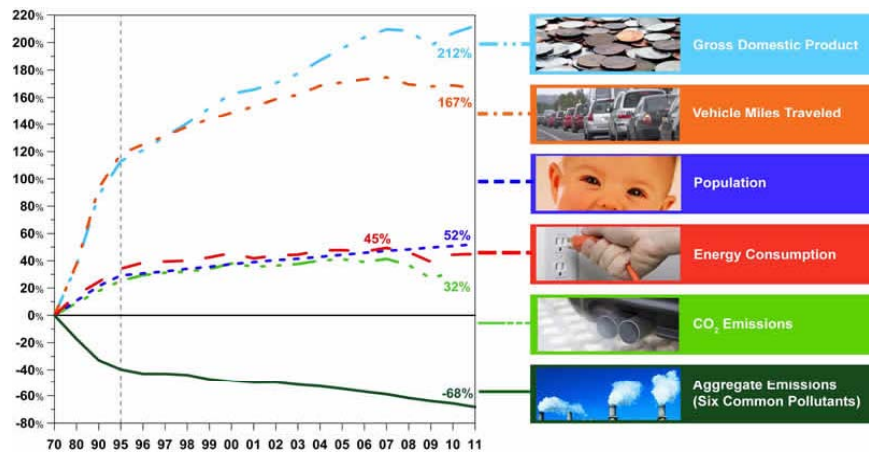 220%
200%
180%
160%
140%
120%
100%
80%
60%
40%
20%
0%
-20%
-40%
-60%
-80%
70 80 90 95 96 97 98 99 00 01 02 03 04 05 06 07 08 09 10 11
212%
167%
52%
45%
32%
-68%
Gross Domestic Product
Vehicle Miles Traveled
Population
Energy Consumption
CO₂ Emissions
Aggregate Emissions
(Six Common Pollutants)